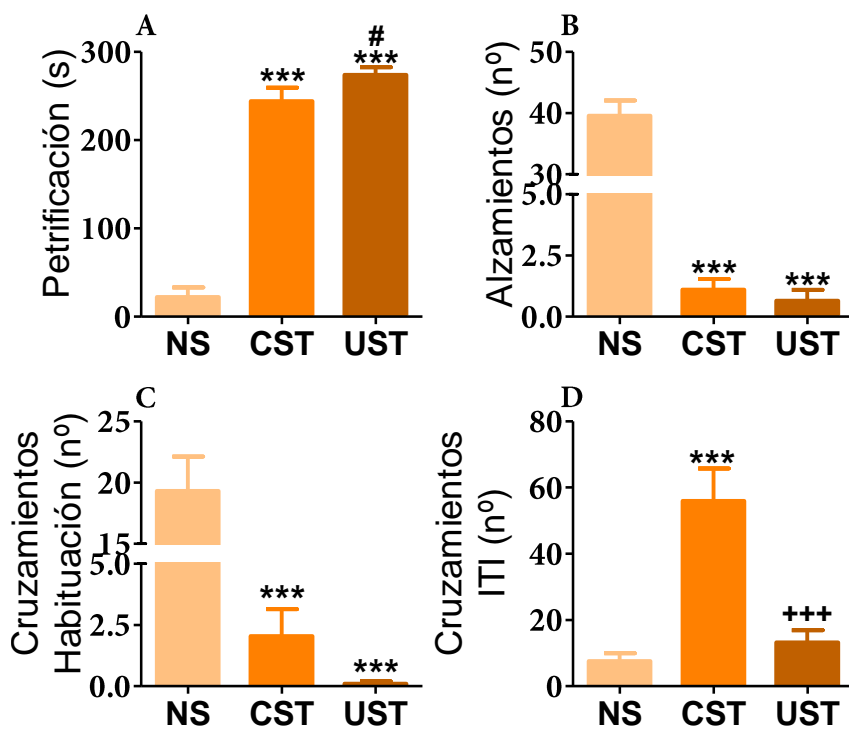 A
Petrificación (s)
300
200
100
0
***
#
***
NS CST UST
B
Alzamientos (nº)
50
40
30
5.0
2.5
0.0
***
***
NS CST UST
C
Cruzamientos
Habituación (nº)
25
20
15
5.0
2.5
0.0
***
***
NS CST UST
D
Cruzamientos
ITI (nº)
80
60
40
20
0
***
+++
NS CST UST